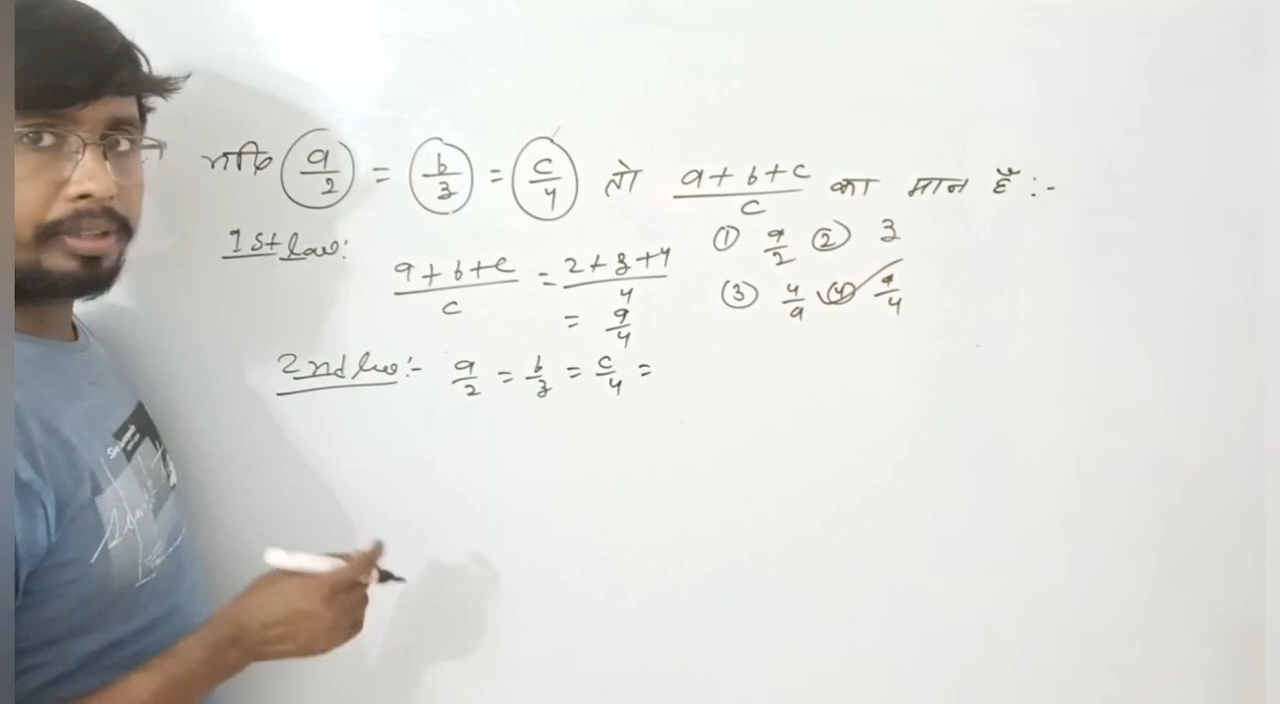 यदि a/2 = b/3 = c/4 तो a+b+c/c का मान है :-
① 9/2 ② 3
1st law:
a+b+c/c = 2+3+4/4
③ 4/9 ④ 9/4
= 9/4
2nd law:- a/2 = b/3 = c/4 =